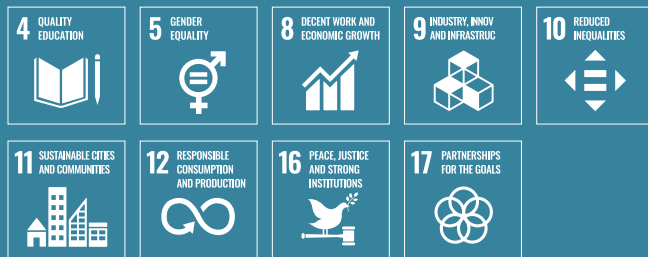 4 QUALITY
EDUCATION
5 GENDER
EQUALITY
8 DECENT WORK AND
ECONOMIC GROWTH
9 INDUSTRY, INNOV
AND INFRASTRUC
10 REDUCED
INEQUALITIES
11 SUSTAINABLE CITIES
AND COMMUNITIES
12 RESPONSIBLE
CONSUMPTION
AND PRODUCTION
16 PEACE, JUSTICE
AND STRONG
INSTITUTIONS
17 PARTNERSHIPS
FOR THE GOALS